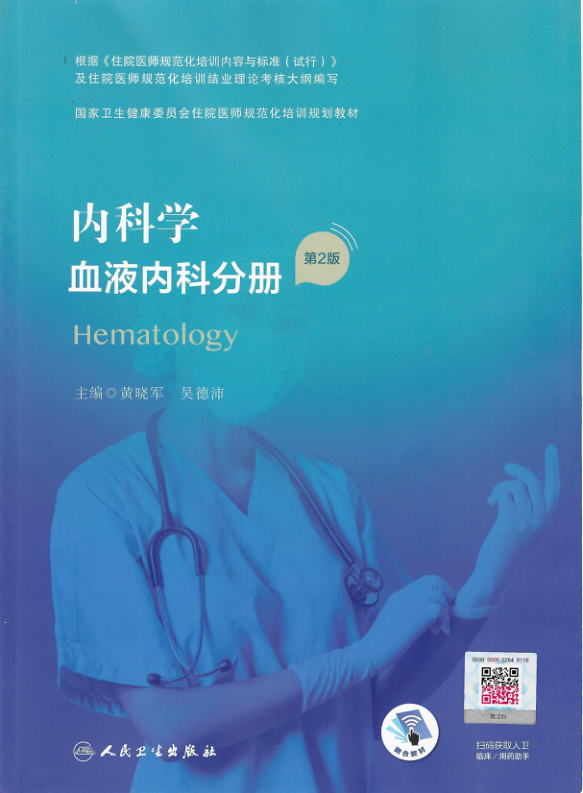 根据《住院医师规范化培训内容与标准(试行)》
及住院医师规范化培训结业理论考核大纲编写
国家卫生健康委员会住院医师规范化培训规划教材
内科学
血液内科分册
第2版
Hematology
主编◎黄晓军 吴德沛
0000 0000 0284 0116
融合教材
人民卫生出版社
扫码获取人卫
临床/用药助手